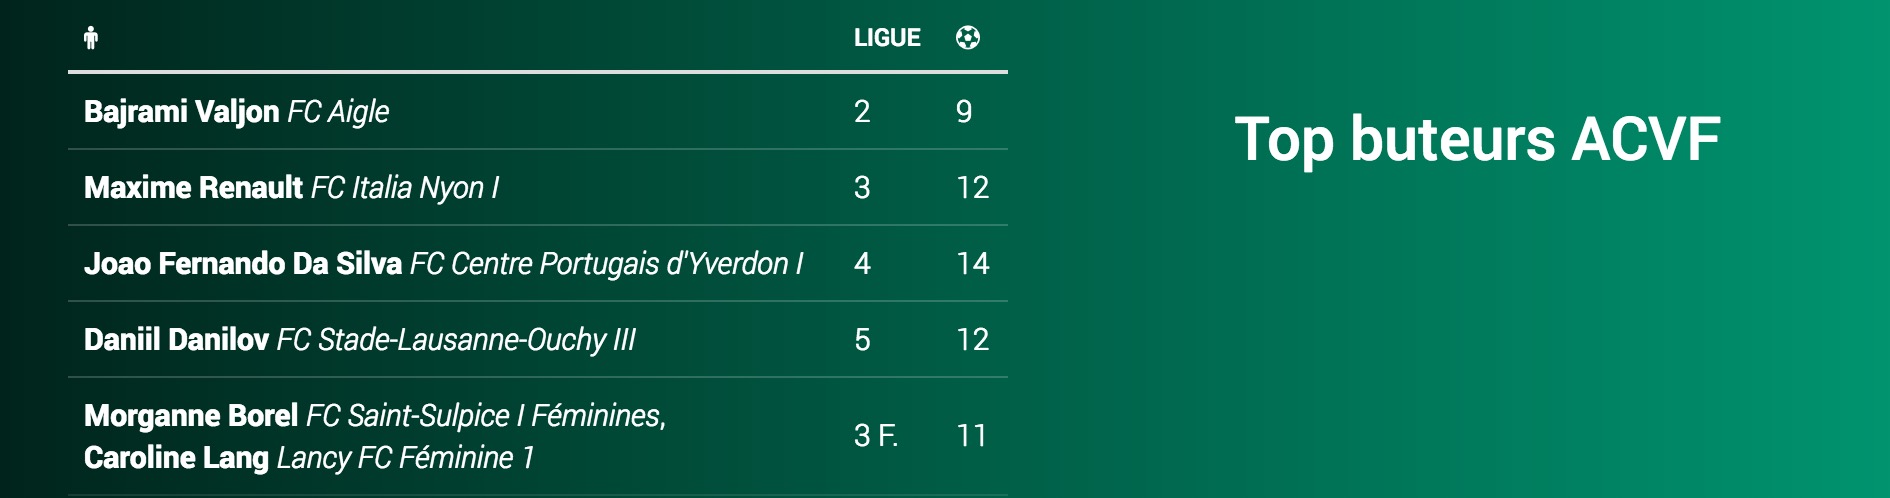 LIGUE
Bajrami Valjon FC Aigle 2 9
Maxime Renault FC Italia Nyon I 3 12
Joao Fernando Da Silva FC Centre Portugais d'Yverdon I 4 14
Daniil Danilov FC Stade-Lausanne-Ouchy III 5 12
Morganne Borel FC Saint-Sulpice I Féminines,
Caroline Lang Lancy FC Féminine 1
3 F. 11
Top buteurs ACVF